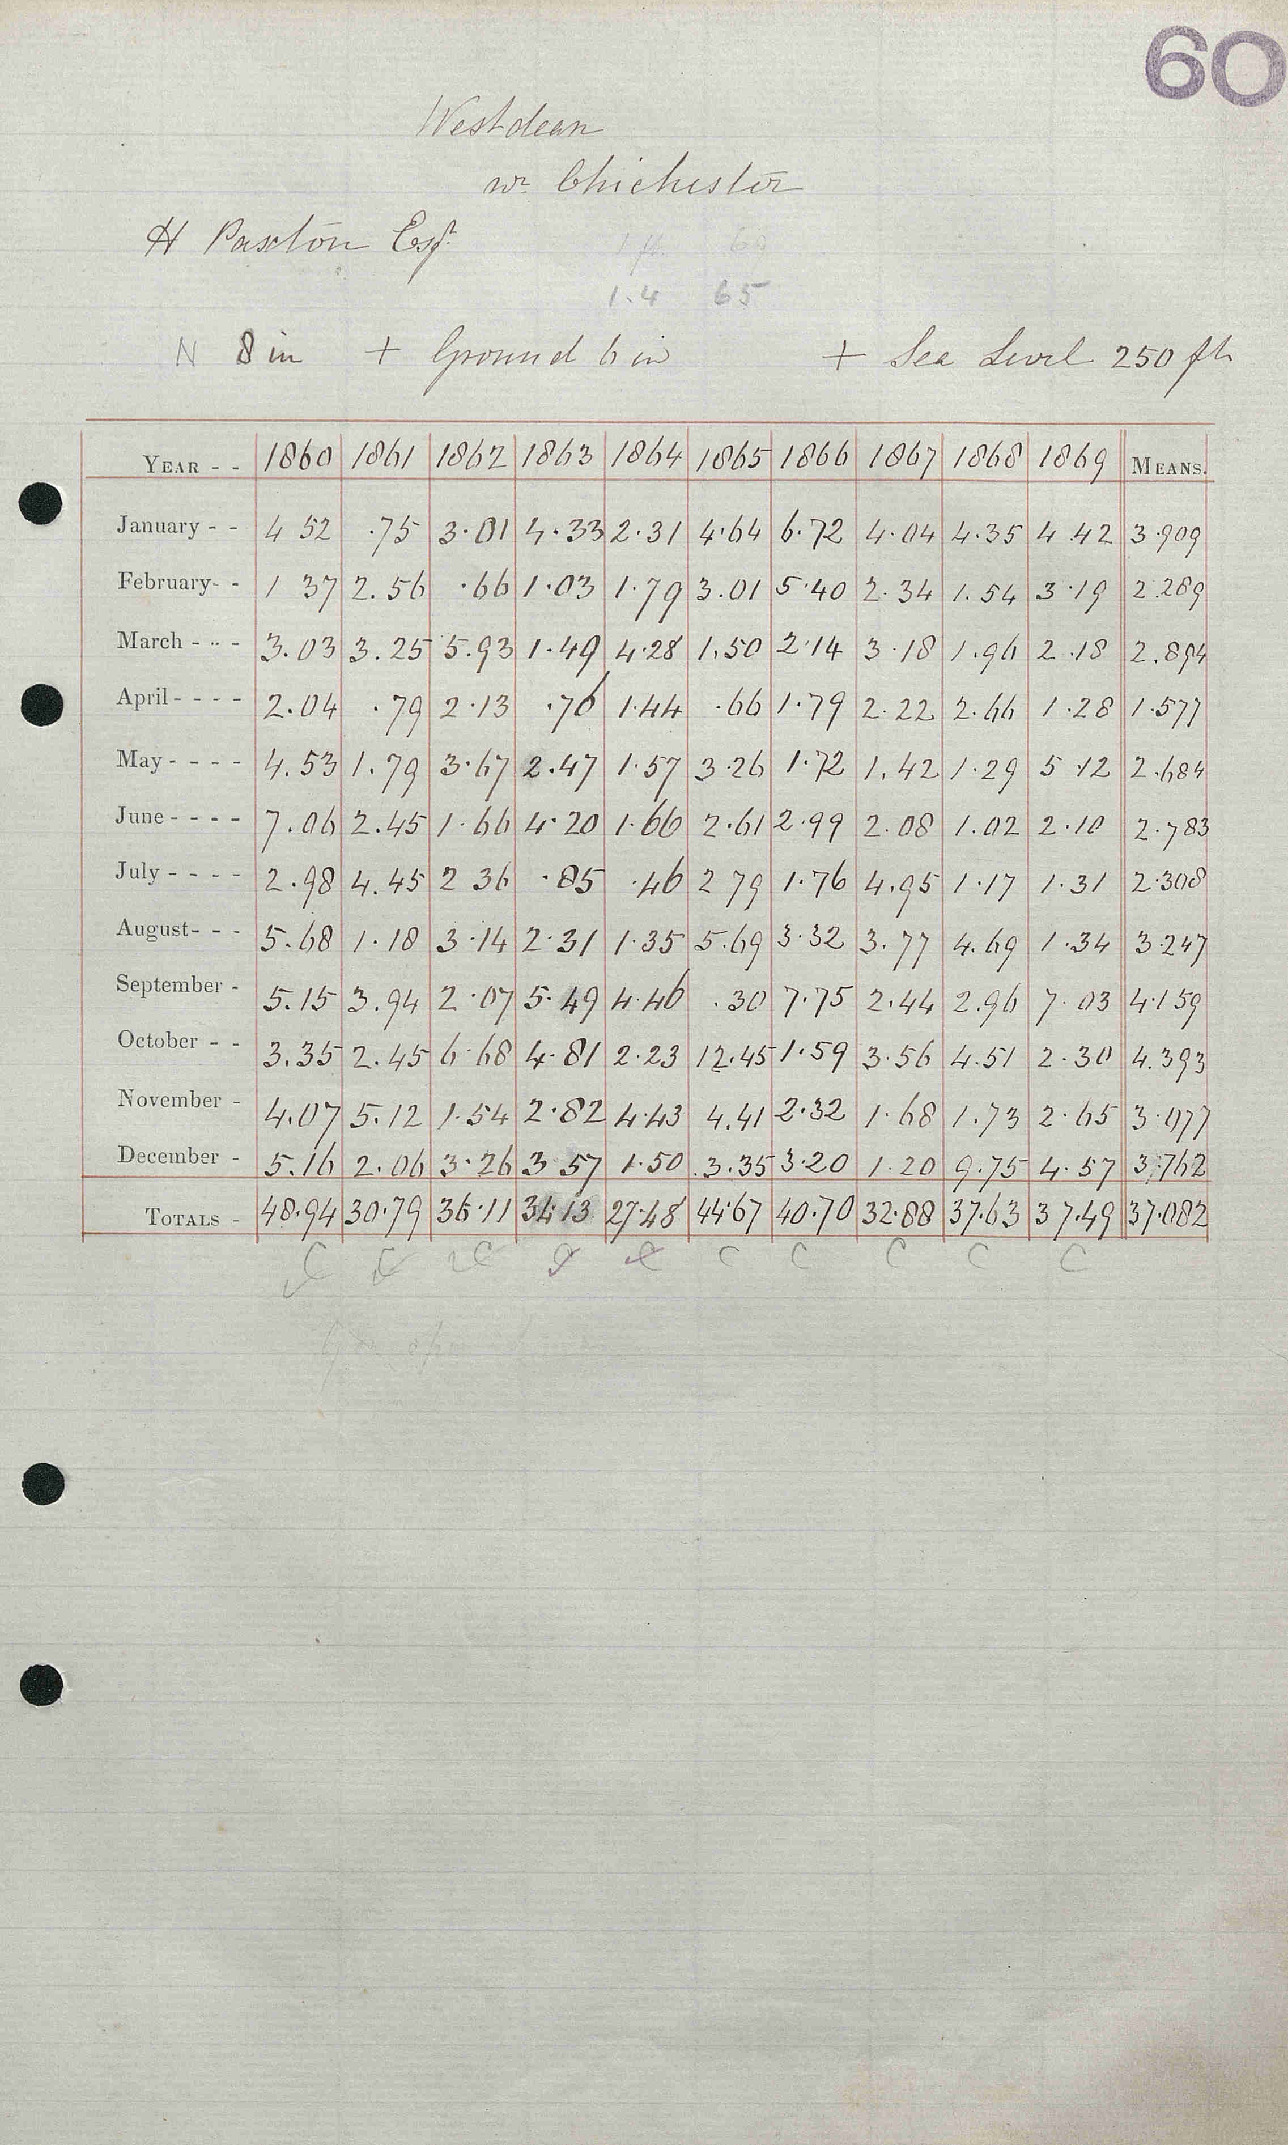 60
Westdean
nr Chichester
H Paxton Esqr
1.4 65
N 8 in + Ground 6 in + Sea Level 250 ft
YEAR - - 1860 1861 1862 1863 1864 1865 1866 1867 1868 1869 MEANS.
January - - 4 52 .75 3.01 4.33 2.31 4.64 6.72 4.04 4.35 4 42 3.909
February- - 1 37 2.56 .66 1.03 1.79 3.01 5.40 2.34 1.54 3.19 2.289
March - - - 3.03 3.25 5.93 1.49 4.28 1.50 2.14 3.18 1.96 2.18 2.894
April - - - - 2.04 .79 2.13 .76 1.44 .66 1.79 2.22 2.66 1.28 1.577
May - - - - 4.53 1.79 3.67 2.47 1.57 3.26 1.72 1.42 1.29 5.12 2.684
June - - - - 7.06 2.45 1.66 4.20 1.66 2.61 2.99 2.08 1.02 2.10 2.783
July - - - - 2.98 4.45 2 36 .85 .46 2 79 1.76 4.95 1.17 1.31 2.308
August- - - 5.68 1.18 3.14 2.31 1.35 5.69 3.32 3.77 4.69 1.34 3.247
September - 5.15 3.94 2.07 5.49 4.46 .30 7.75 2.44 2.96 7.03 4.159
October - - 3.35 2.45 6.68 4.81 2.23 12.45 1.59 3.56 4.51 2.30 4.393
November - 4.07 5.12 1.54 2.82 4.43 4.41 2.32 1.68 1.73 2.65 3.077
December - 5.16 2.06 3.26 3 57 1.50 3.35 3.20 1.20 9.75 4.57 3.762
TOTALS - 48.94 30.79 36.11 34.13 27.48 44.67 40.70 32.88 37.63 37.49 37.082
C C C C C C C C C C